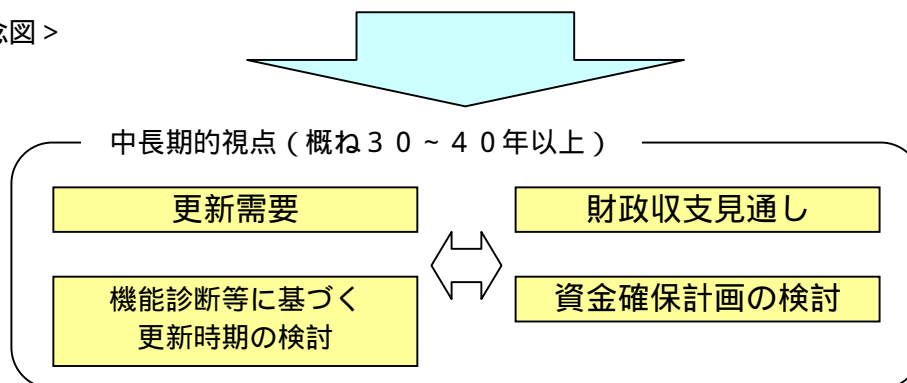 念図>
中長期的視点（概ね３０～４０年以上）
更新需要
財政収支見通し
機能診断等に基づく
更新時期の検討
資金確保計画の検討